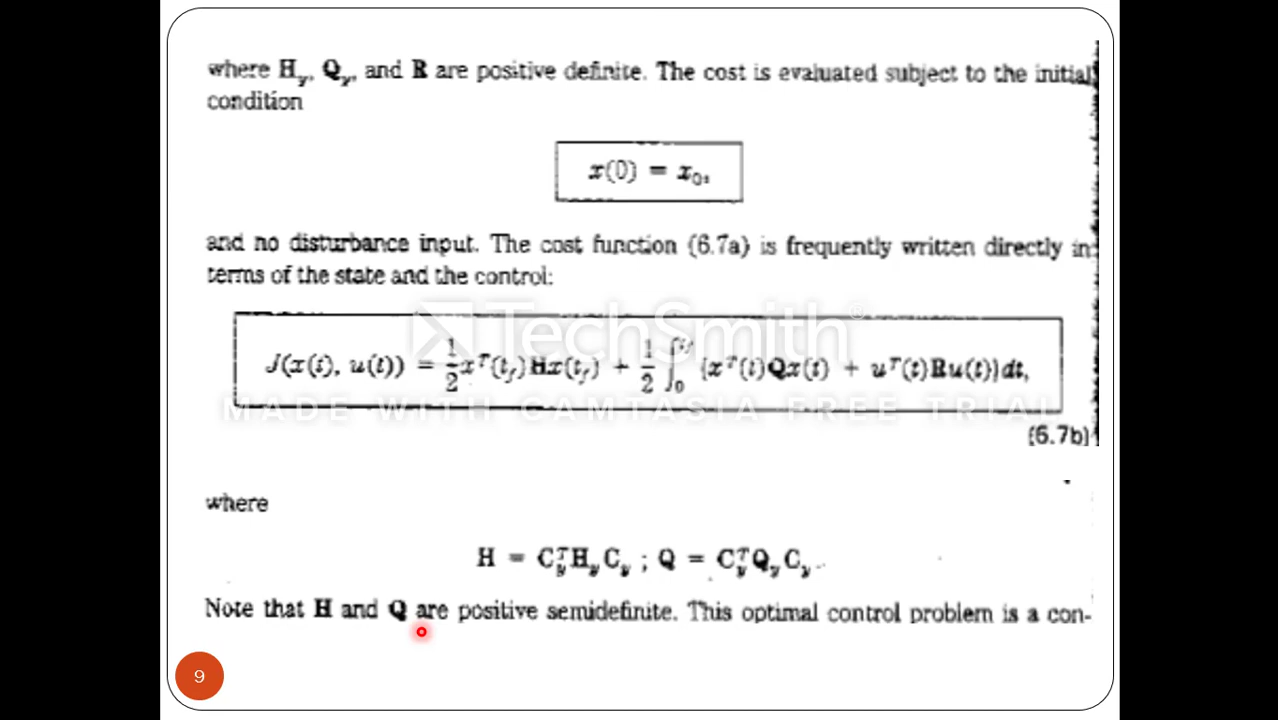 where H_y, Q_y, and R are positive definite. The cost is evaluated subject to the initial
condition
x(0) = x_0,
and no disturbance input. The cost function (6.7a) is frequently written directly in
terms of the state and the control:
TechSmith®
J(x(t), u(t)) = 1/2 x^T(t_f)Hx(t_f) + 1/2 ∫_0^{t_f} {x^T(t)Qx(t) + u^T(t)Ru(t)}dt,
MADE WITH CAMTASIA FREE TRIAL
(6.7b)
where
H = C_y^T H_y C_y ; Q = C_y^T Q_y C_y.
Note that H and Q are positive semidefinite. This optimal control problem is a con-
9